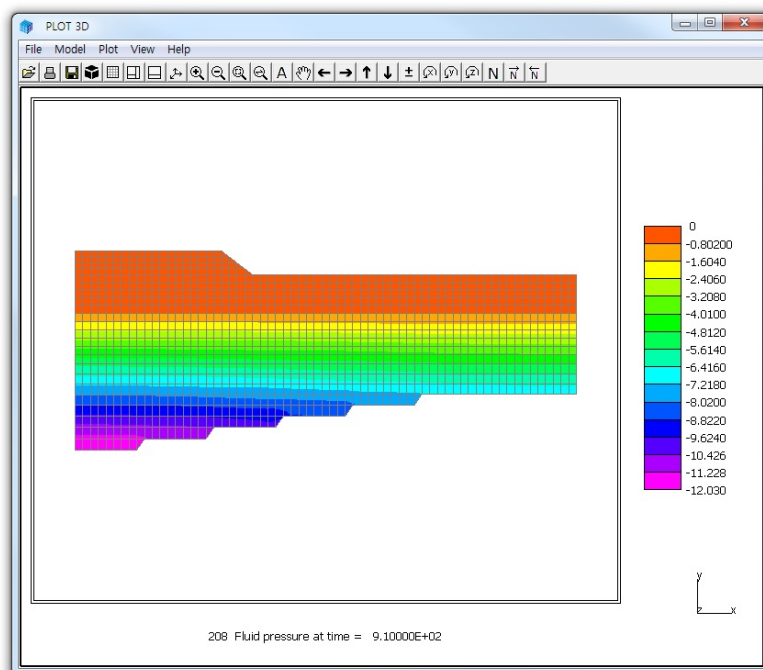 PLOT 3D
File Model Plot View Help
A N N N
0
-0.80200
-1.6040
-2.4060
-3.2080
-4.0100
-4.8120
-5.6140
-6.4160
-7.2180
-8.0200
-8.8220
-9.6240
-10.426
-11.228
-12.030
y
z x
208 Fluid pressure at time = 9.10000E+02